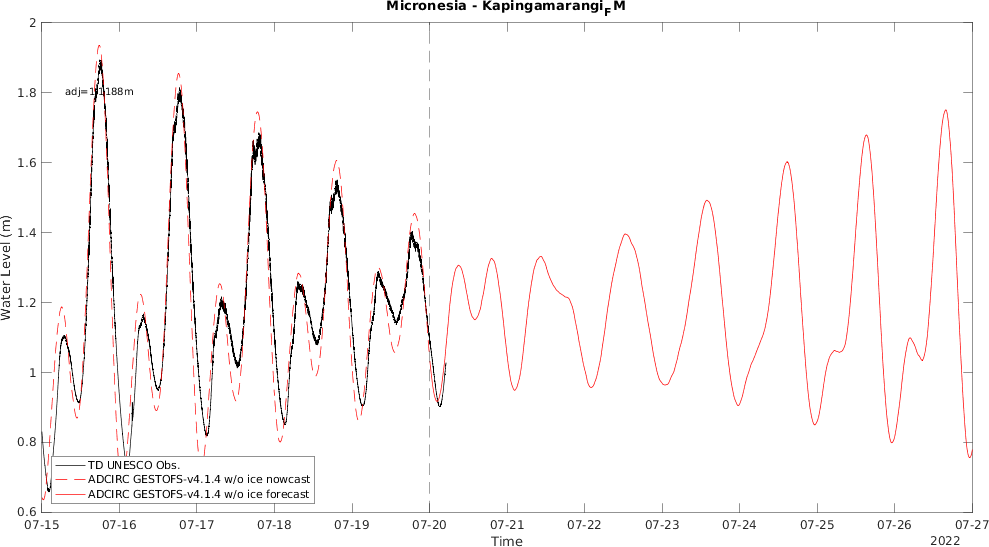 Micronesia - Kapingamarangi_FM
2
1.8
1.6
1.4
1.2
1
0.8
0.6
Water Level (m)
adj=1.1188m
TD UNESCO Obs.
ADCIRC GESTOFS-v4.1.4 w/o ice nowcast
ADCIRC GESTOFS-v4.1.4 w/o ice forecast
07-15 07-16 07-17 07-18 07-19 07-20 07-21 07-22 07-23 07-24 07-25 07-26 07-27
Time
2022